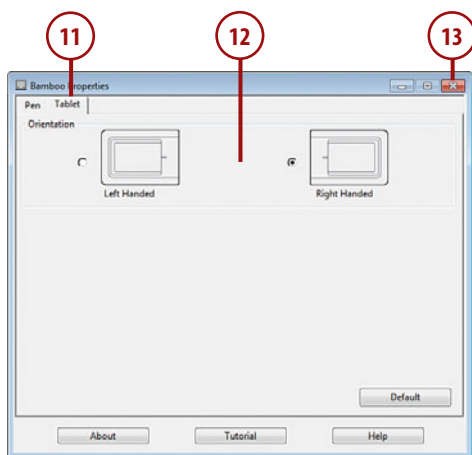 11 12 13
Bamboo Properties
Pen Tablet
Orientation
Left Handed Right Handed
Default
About Tutorial Help